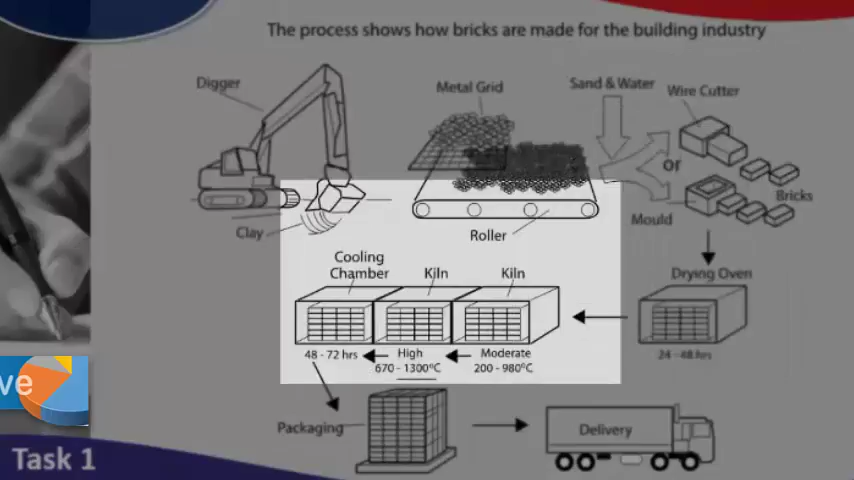 The process shows how bricks are made for the building industry
Digger
Metal Grid
Sand & Water
Wire Cutter
or
Bricks
Mould
Clay
Roller
Cooling
Chamber
Kiln
Kiln
Drying Oven
48 - 72 hrs
High
670 - 1300°C
Moderate
200 - 980°C
24 - 48 hrs
ve
Packaging
Delivery
Task 1